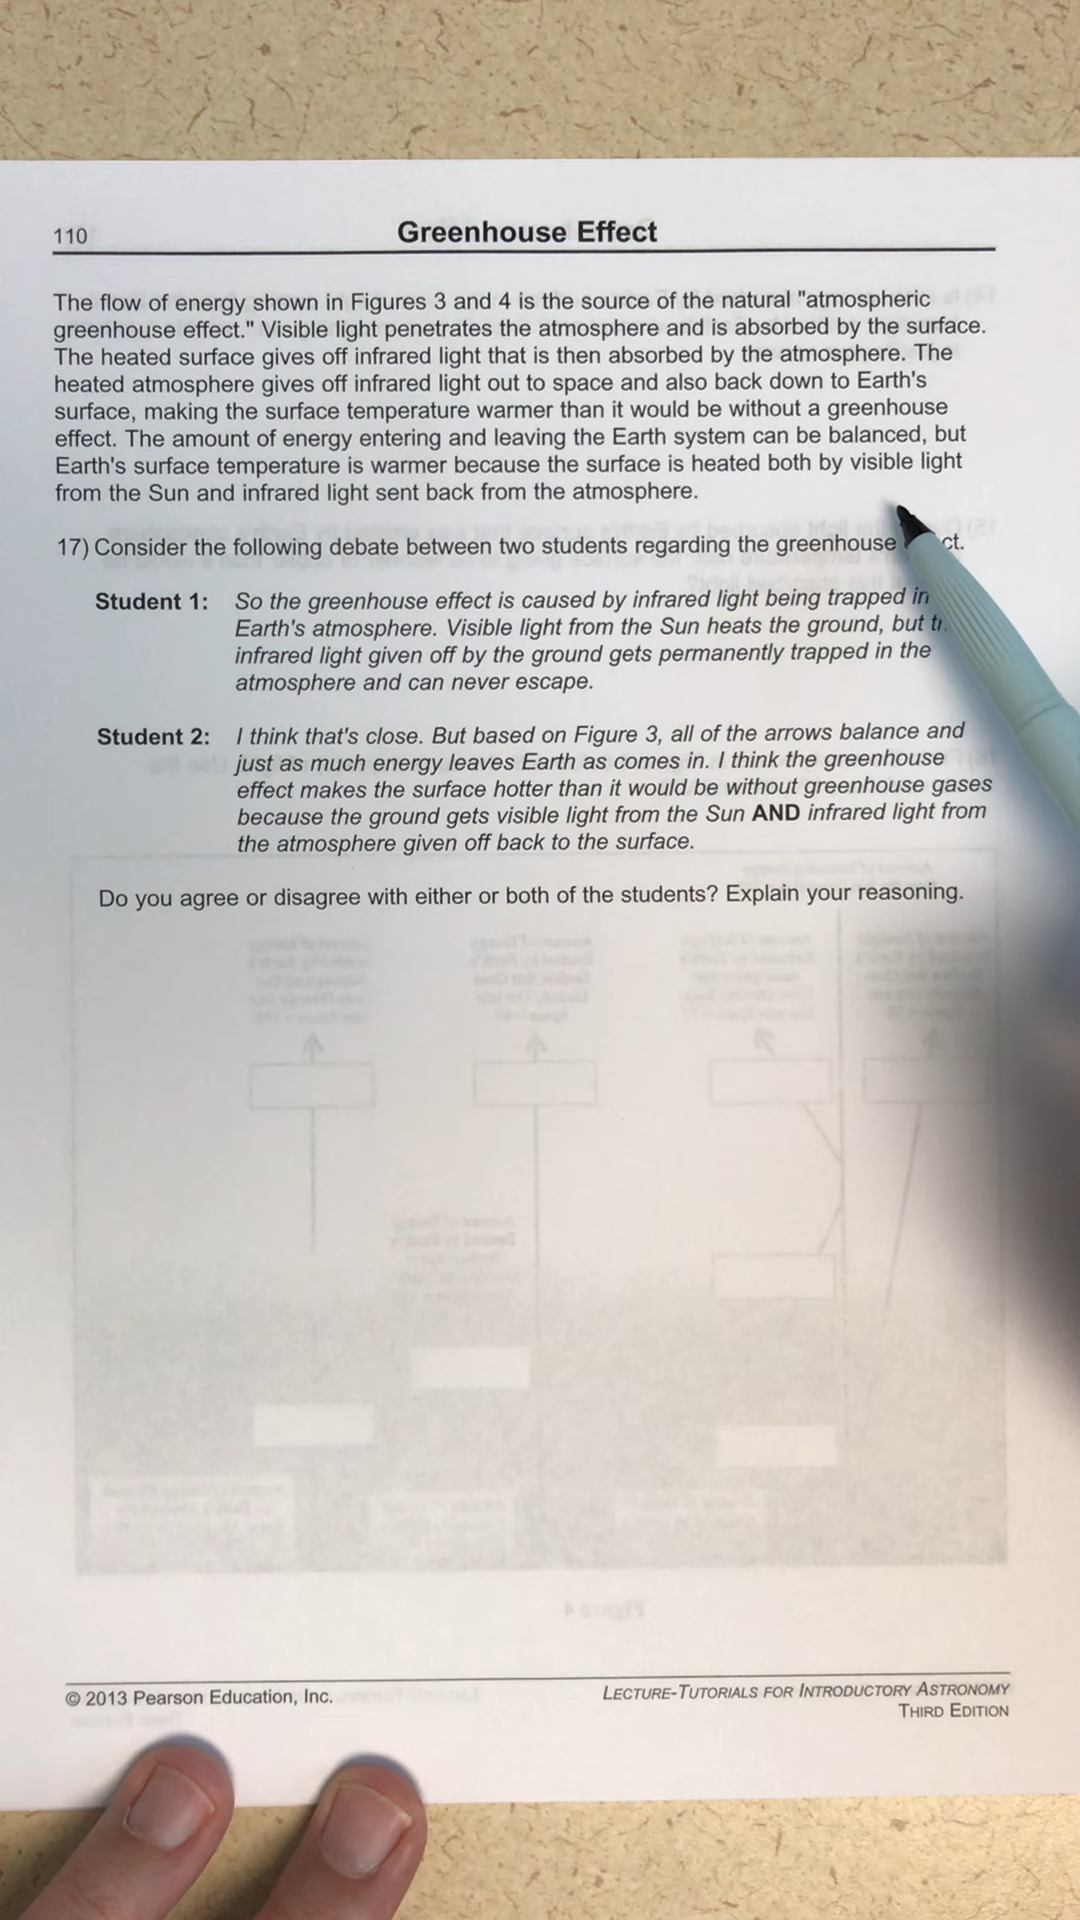 110
Greenhouse Effect
The flow of energy shown in Figures 3 and 4 is the source of the natural "atmospheric
greenhouse effect." Visible light penetrates the atmosphere and is absorbed by the surface.
The heated surface gives off infrared light that is then absorbed by the atmosphere. The
heated atmosphere gives off infrared light out to space and also back down to Earth's
surface, making the surface temperature warmer than it would be without a greenhouse
effect. The amount of energy entering and leaving the Earth system can be balanced, but
Earth's surface temperature is warmer because the surface is heated both by visible light
from the Sun and infrared light sent back from the atmosphere.
17) Consider the following debate between two students regarding the greenhouse ct.
Student 1: So the greenhouse effect is caused by infrared light being trapped in
Earth's atmosphere. Visible light from the Sun heats the ground, but
infrared light given off by the ground gets permanently trapped in the
atmosphere and can never escape.
Student 2: I think that's close. But based on Figure 3, all of the arrows balance and
just as much energy leaves Earth as comes in. I think the greenhouse
effect makes the surface hotter than it would be without greenhouse gases
because the ground gets visible light from the Sun AND infrared light from
the atmosphere given off back to the surface.
Do you agree or disagree with either or both of the students? Explain your reasoning.
Figure 4
© 2013 Pearson Education, Inc.
LECTURE-TUTORIALS FOR INTRODUCTORY ASTRONOMY
THIRD EDITION